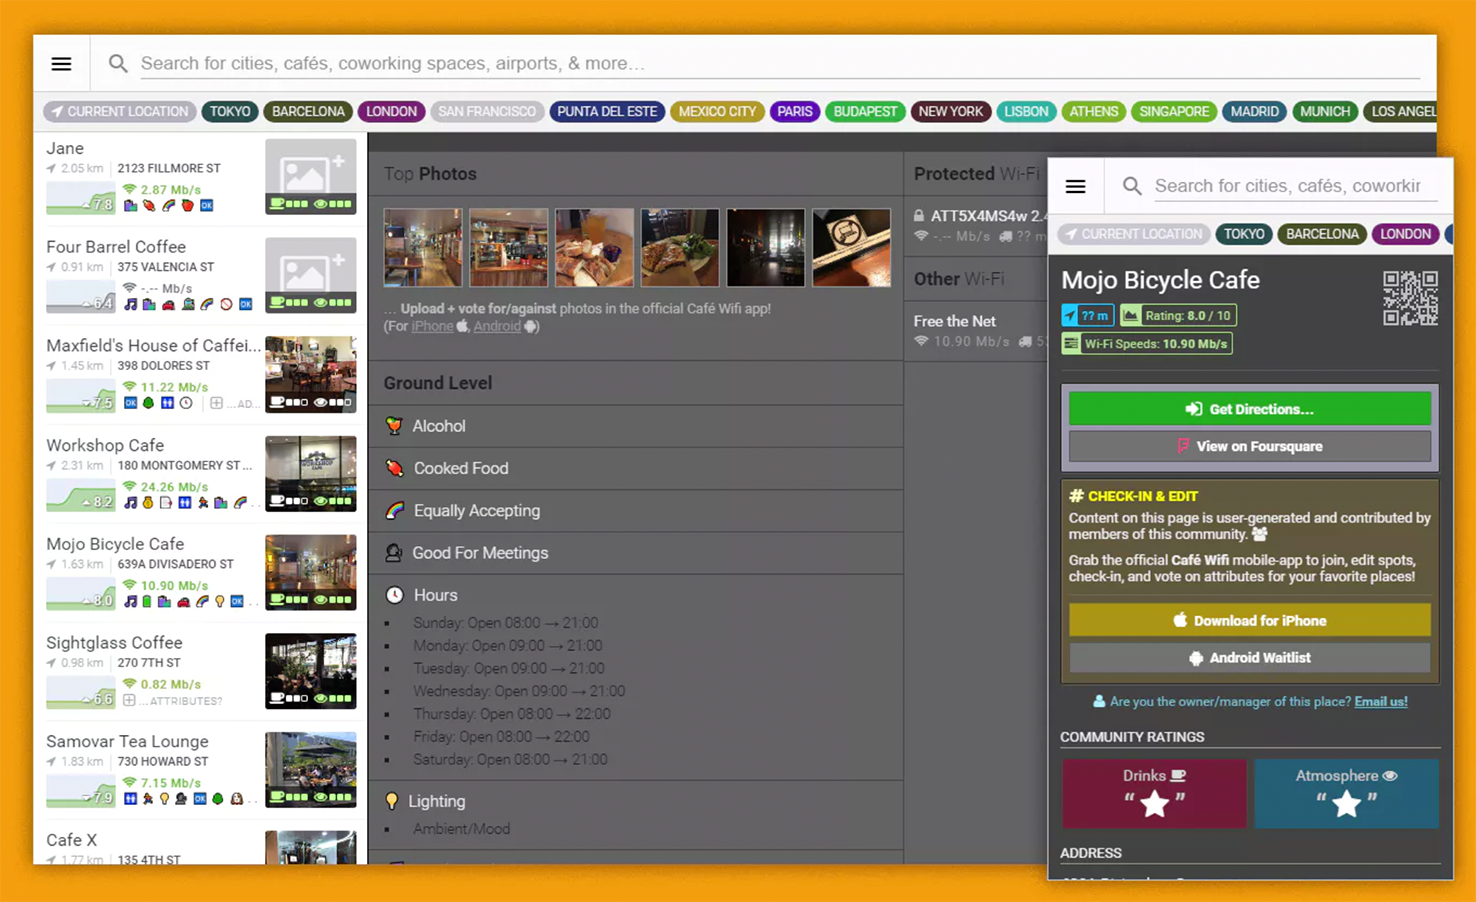 Search for cities, cafés, coworking spaces, airports, & more...
CURRENT LOCATION TOKYO BARCELONA LONDON SAN FRANCISCO PUNTA DEL ESTE MEXICO CITY PARIS BUDAPEST NEW YORK LISBON ATHENS SINGAPORE MADRID MUNICH LOS ANGEL
Jane
2.05 km 2123 FILLMORE ST
2.87 Mb/s
7.8
OK
Four Barrel Coffee
0.91 km 375 VALENCIA ST
-.-- Mb/s
6.4
OK
Maxfield's House of Caffei...
1.45 km 398 DOLORES ST
11.22 Mb/s
7.5
OK ...AD...
Workshop Cafe
2.31 km 180 MONTGOMERY ST...
24.26 Mb/s
8.2
Mojo Bicycle Cafe
1.63 km 639A DIVISADERO ST
10.90 Mb/s
8.0
OK ..
Sightglass Coffee
0.98 km 270 7TH ST
0.82 Mb/s
6.6
...ATTRIBUTES?
Samovar Tea Lounge
1.83 km 730 HOWARD ST
7.15 Mb/s
7.9
OK ..
Cafe X
1.77 km 135 4TH ST
Top Photos
... Upload + vote for/against photos in the official Café Wifi app!
(For iPhone, Android)
Ground Level
Alcohol
Cooked Food
Equally Accepting
Good For Meetings
Hours
Sunday: Open 08:00 → 21:00
Monday: Open 09:00 → 21:00
Tuesday: Open 09:00 → 21:00
Wednesday: Open 09:00 → 21:00
Thursday: Open 08:00 → 22:00
Friday: Open 08:00 → 22:00
Saturday: Open 08:00 → 21:00
Lighting
Ambient/Mood
Protected Wi-Fi
ATT5X4MS4w 2.4
-.-- Mb/s ?? m
Other Wi-Fi
Free the Net
10.90 Mb/s 5
Search for cities, cafés, coworkir
CURRENT LOCATION TOKYO BARCELONA LONDON
Mojo Bicycle Cafe
?? m Rating: 8.0 / 10
Wi-Fi Speeds: 10.90 Mb/s
Get Directions...
View on Foursquare
# CHECK-IN & EDIT
Content on this page is user-generated and contributed by
members of this community.
Grab the official Café Wifi mobile-app to join, edit spots,
check-in, and vote on attributes for your favorite places!
Download for iPhone
Android Waitlist
Are you the owner/manager of this place? Email us!
COMMUNITY RATINGS
Drinks Atmosphere
“ ★ ” “ ★ ”
ADDRESS